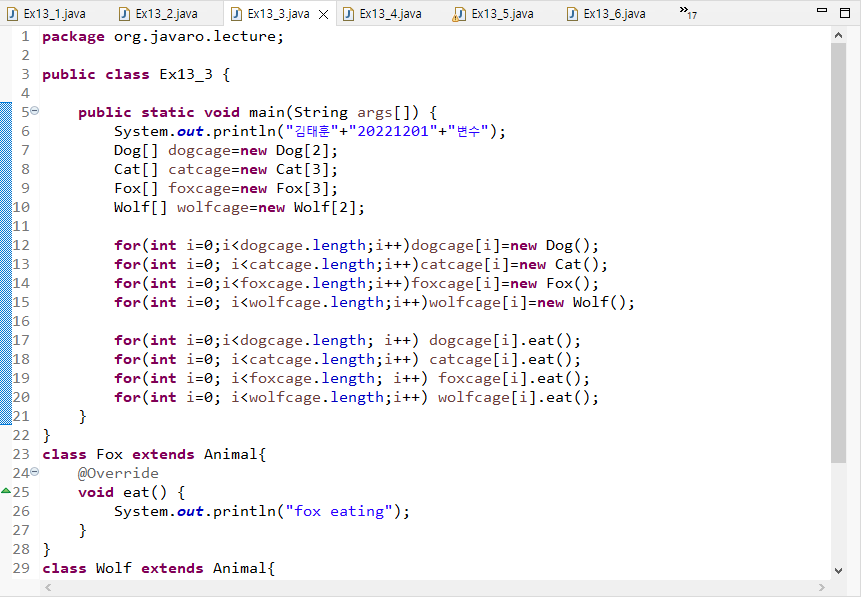 Ex13_1.java Ex13_2.java Ex13_3.java Ex13_4.java Ex13_5.java Ex13_6.java 17
1 package org.javaro.lecture;
2
3 public class Ex13_3 {
4
5 public static void main(String args[]) {
6 System.out.println("김태훈"+"20221201"+"변수");
7 Dog[] dogcage=new Dog[2];
8 Cat[] catcage=new Cat[3];
9 Fox[] foxcage=new Fox[3];
10 Wolf[] wolfcage=new Wolf[2];
11
12 for(int i=0;i<dogcage.length;i++)dogcage[i]=new Dog();
13 for(int i=0; i<catcage.length;i++)catcage[i]=new Cat();
14 for(int i=0;i<foxcage.length;i++)foxcage[i]=new Fox();
15 for(int i=0; i<wolfcage.length;i++)wolfcage[i]=new Wolf();
16
17 for(int i=0;i<dogcage.length; i++) dogcage[i].eat();
18 for(int i=0; i<catcage.length;i++) catcage[i].eat();
19 for(int i=0; i<foxcage.length; i++) foxcage[i].eat();
20 for(int i=0; i<wolfcage.length;i++) wolfcage[i].eat();
21 }
22 }
23 class Fox extends Animal{
24 @Override
25 void eat() {
26 System.out.println("fox eating");
27 }
28 }
29 class Wolf extends Animal{